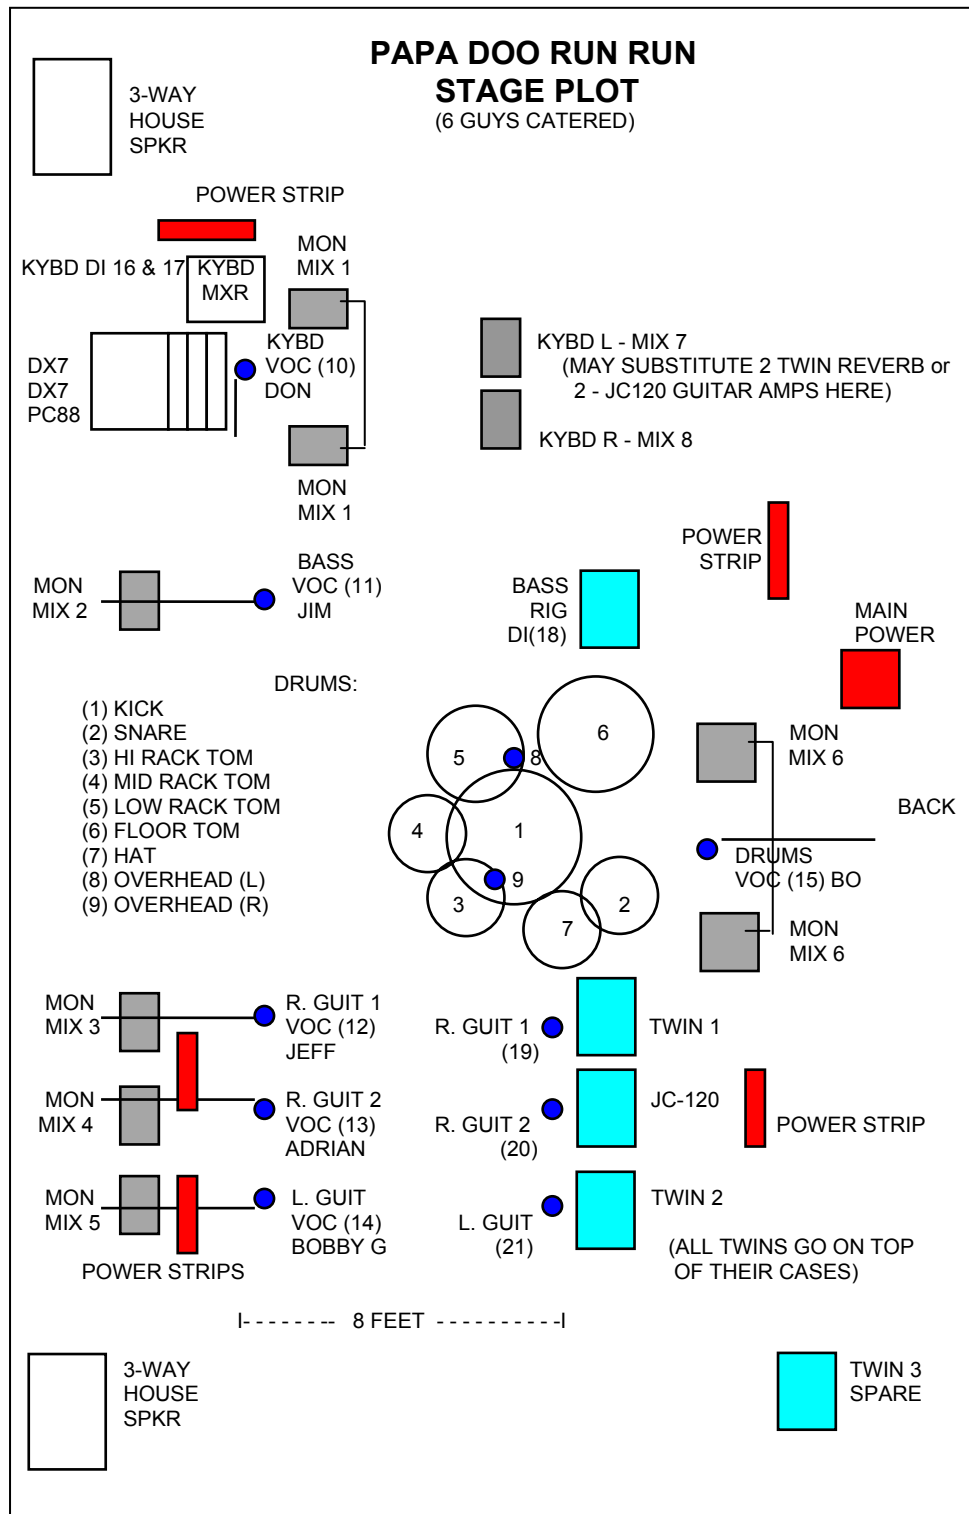 PAPA DOO RUN RUN
STAGE PLOT
(6 GUYS CATERED)
3-WAY
HOUSE
SPKR
POWER STRIP
KYBD DI 16 & 17
KYBD
MXR
MON
MIX 1
DX7
DX7
PC88
KYBD
VOC (10)
DON
KYBD L - MIX 7
(MAY SUBSTITUTE 2 TWIN REVERB or
2 - JC120 GUITAR AMPS HERE)
KYBD R - MIX 8
MON
MIX 1
POWER
STRIP
MON
MIX 2
BASS
VOC (11)
JIM
BASS
RIG
DI(18)
MAIN
POWER
DRUMS:
(1) KICK
(2) SNARE
(3) HI RACK TOM
(4) MID RACK TOM
(5) LOW RACK TOM
(6) FLOOR TOM
(7) HAT
(8) OVERHEAD (L)
(9) OVERHEAD (R)
6
5
8
4
1
9
3
2
7
MON
MIX 6
BACK
DRUMS
VOC (15) BO
MON
MIX 6
MON
MIX 3
R. GUIT 1
VOC (12)
JEFF
R. GUIT 1
(19)
TWIN 1
MON
MIX 4
R. GUIT 2
VOC (13)
ADRIAN
R. GUIT 2
(20)
JC-120
POWER STRIP
MON
MIX 5
L. GUIT
VOC (14)
BOBBY G
L. GUIT
(21)
TWIN 2
POWER STRIPS
(ALL TWINS GO ON TOP
OF THEIR CASES)
I- - - - - - -- 8 FEET - - - - - - - - - -I
3-WAY
HOUSE
SPKR
TWIN 3
SPARE